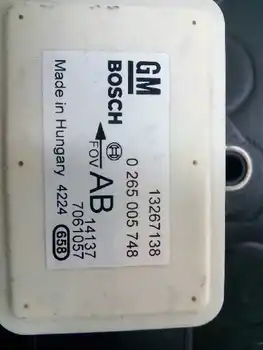 GM 13267138
BOSCH 0 265 005 748
FOV AB 14137
7061057
Made in Hungary 4224 658